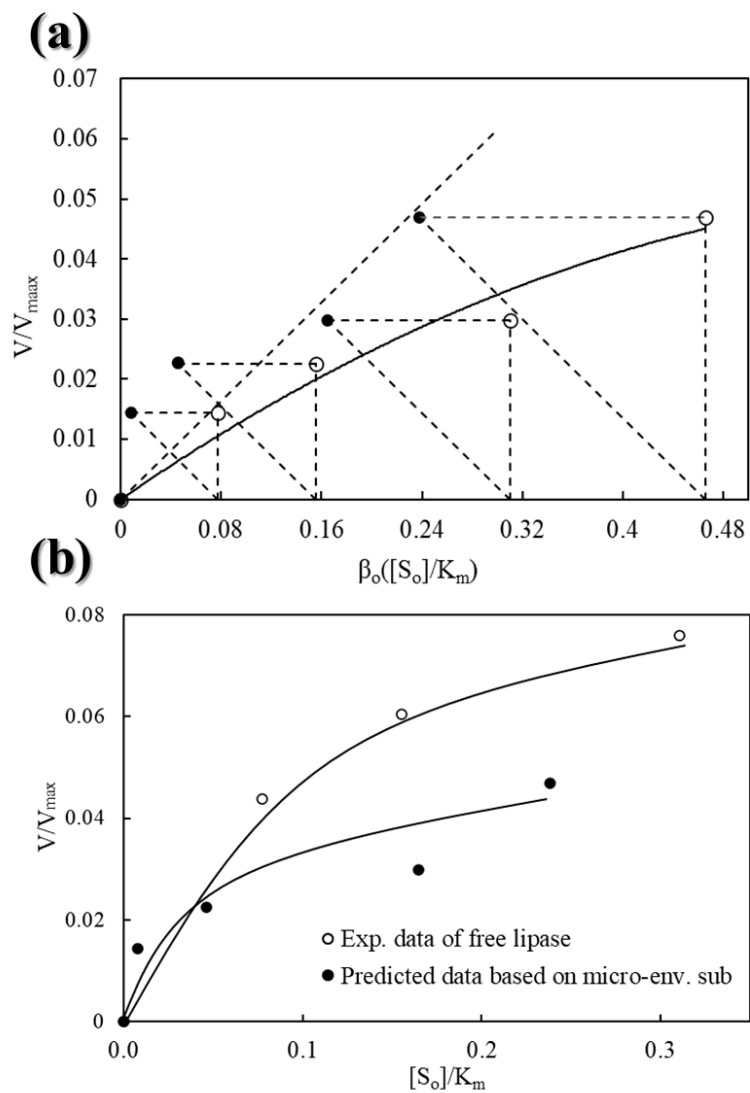 (a)
0.07
0.06
0.05
0.04
0.03
0.02
0.01
0
V/Vmaax
0 0.08 0.16 0.24 0.32 0.4 0.48
βo([So]/Km)
(b)
0.08
0.06
0.04
0.02
0
V/Vmax
Exp. data of free lipase
Predicted data based on micro-env. sub
0.0 0.1 0.2 0.3
[So]/Km